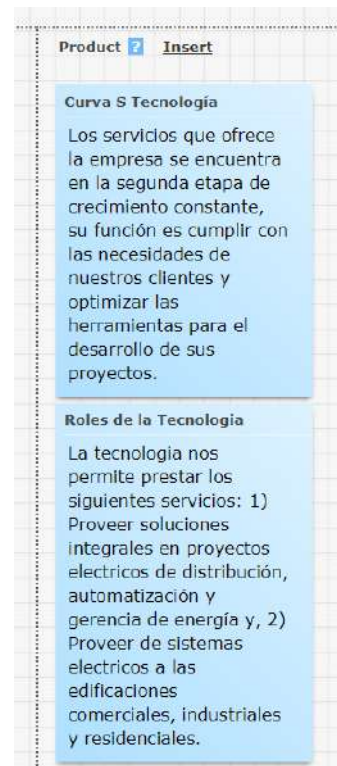 Product ? Insert
Curva S Tecnología
Los servicios que ofrece
la empresa se encuentra
en la segunda etapa de
crecimiento constante,
su función es cumplir con
las necesidades de
nuestros clientes y
optimizar las
herramientas para el
desarrollo de sus
proyectos.
Roles de la Tecnologia
La tecnologia nos
permite prestar los
siguientes servicios: 1)
Proveer soluciones
integrales en proyectos
electricos de distribución,
automatización y
gerencia de energía y, 2)
Proveer de sistemas
electricos a las
edificaciones
comerciales, industriales
y residenciales.